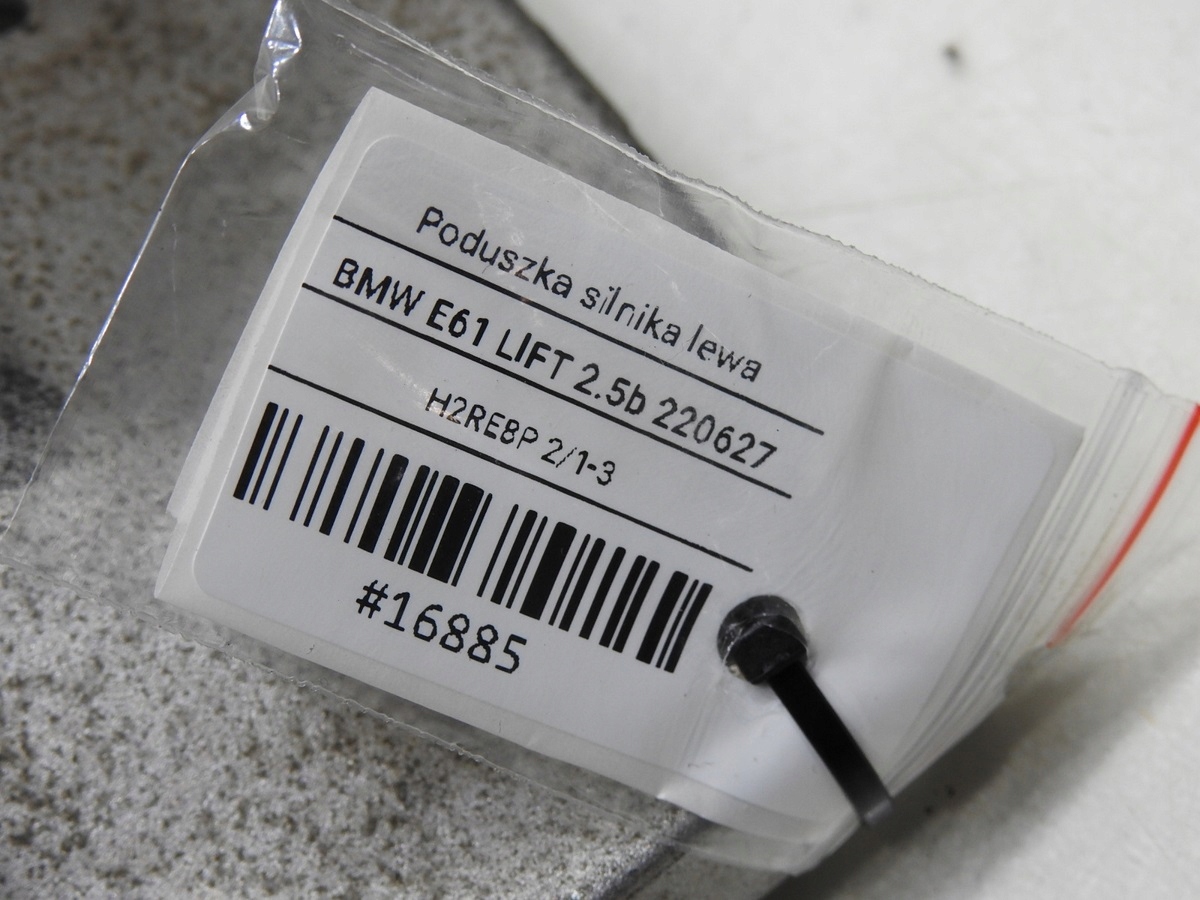 Poduszka silnika lewa
BMW E61 LIFT 2.5b 220627
H2RE8P 2/1-3
#16885